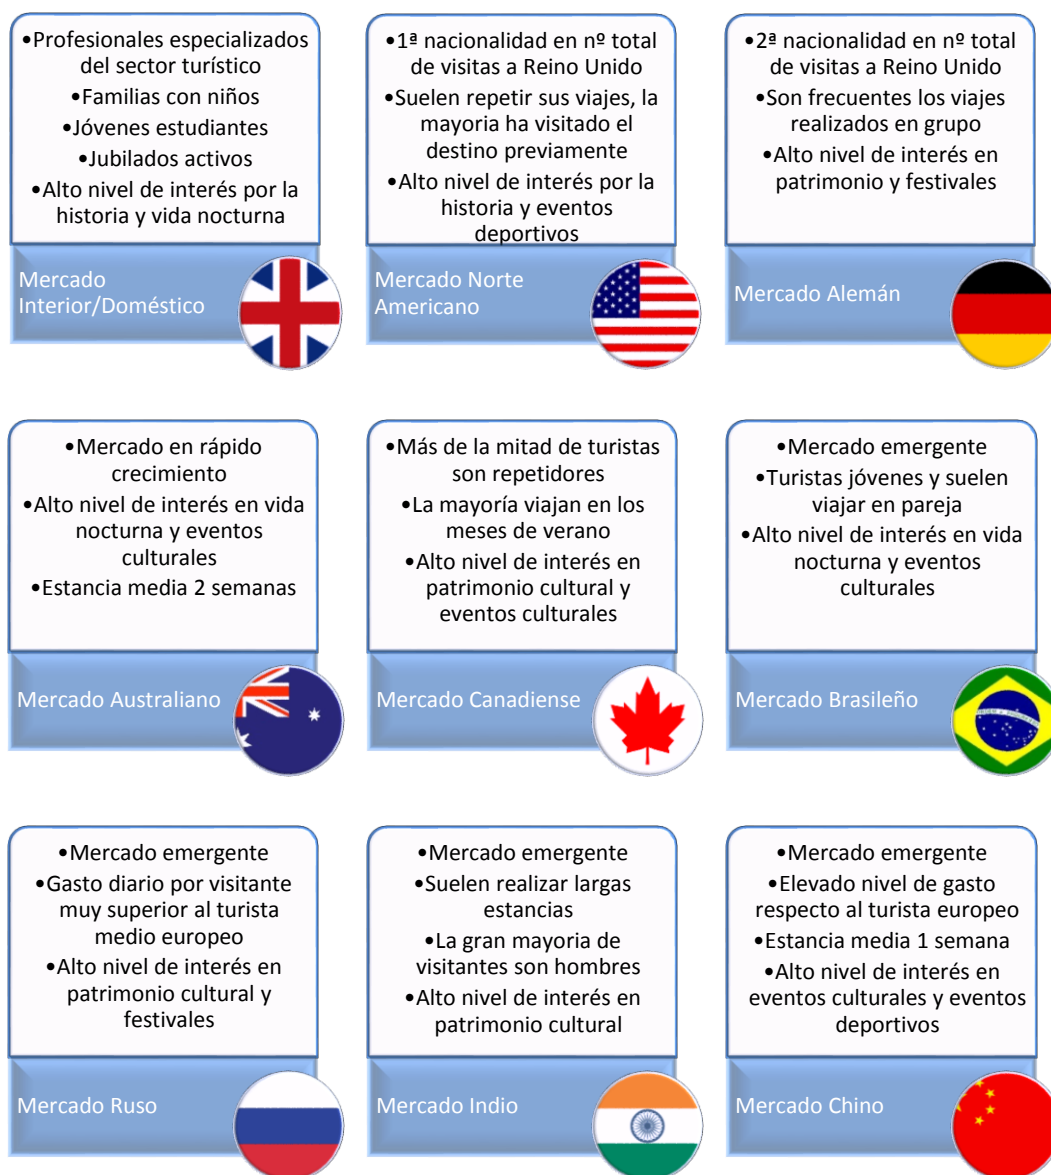 •Profesionales especializados
del sector turístico
•Familias con niños
•Jóvenes estudiantes
•Jubilados activos
•Alto nivel de interés por la
historia y vida nocturna
Mercado
Interior/Doméstico
•1ª nacionalidad en nº total
de visitas a Reino Unido
•Suelen repetir sus viajes, la
mayoria ha visitado el
destino previamente
•Alto nivel de interés por la
historia y eventos
deportivos
Mercado Norte
Americano
•2ª nacionalidad en nº total
de visitas a Reino Unido
•Son frecuentes los viajes
realizados en grupo
•Alto nivel de interés en
patrimonio y festivales
Mercado Alemán
•Mercado en rápido
crecimiento
•Alto nivel de interés en vida
nocturna y eventos
culturales
•Estancia media 2 semanas
Mercado Australiano
•Más de la mitad de turistas
son repetidores
•La mayoría viajan en los
meses de verano
•Alto nivel de interés en
patrimonio cultural y
eventos culturales
Mercado Canadiense
•Mercado emergente
•Turistas jóvenes y suelen
viajar en pareja
•Alto nivel de interés en vida
nocturna y eventos
culturales
Mercado Brasileño
•Mercado emergente
•Gasto diario por visitante
muy superior al turista
medio europeo
•Alto nivel de interés en
patrimonio cultural y
festivales
Mercado Ruso
•Mercado emergente
•Suelen realizar largas
estancias
•La gran mayoria de
visitantes son hombres
•Alto nivel de interés en
patrimonio cultural
Mercado Indio
•Mercado emergente
•Elevado nivel de gasto
respecto al turista europeo
•Estancia media 1 semana
•Alto nivel de interés en
eventos culturales y eventos
deportivos
Mercado Chino